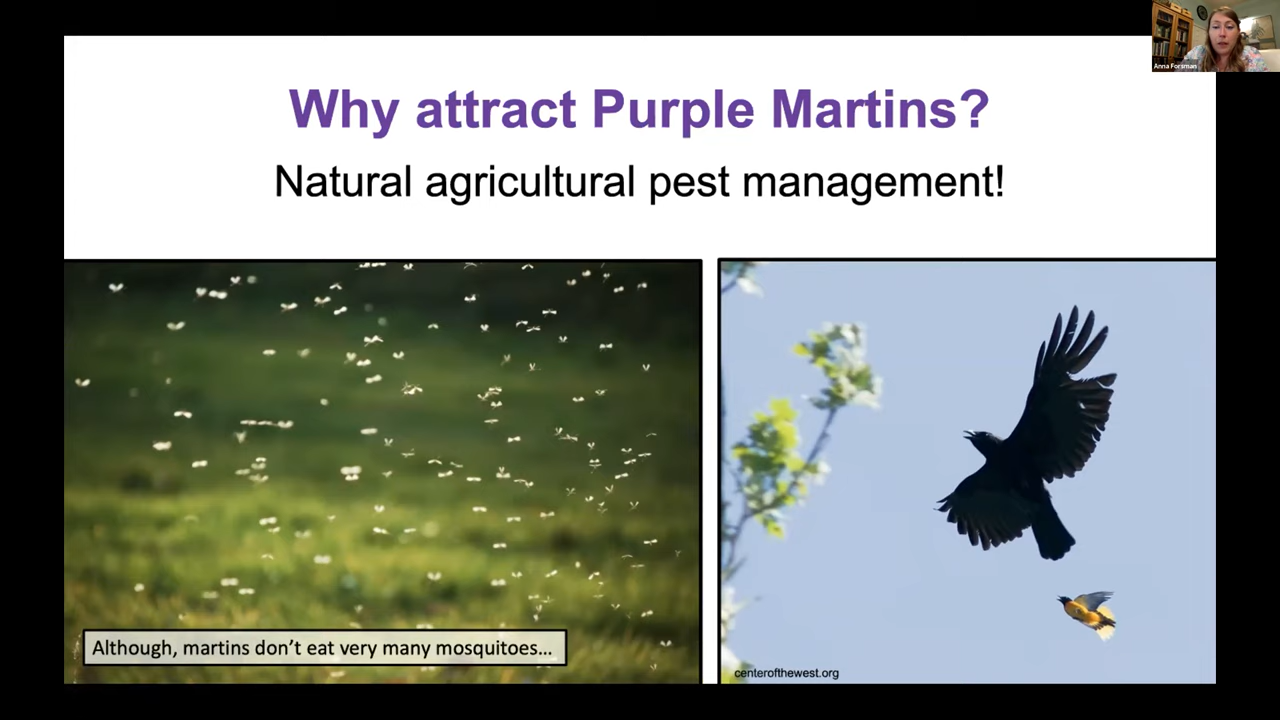 Anna Forsman
Why attract Purple Martins?
Natural agricultural pest management!
Although, martins don't eat very many mosquitoes...
centerofthewest.org